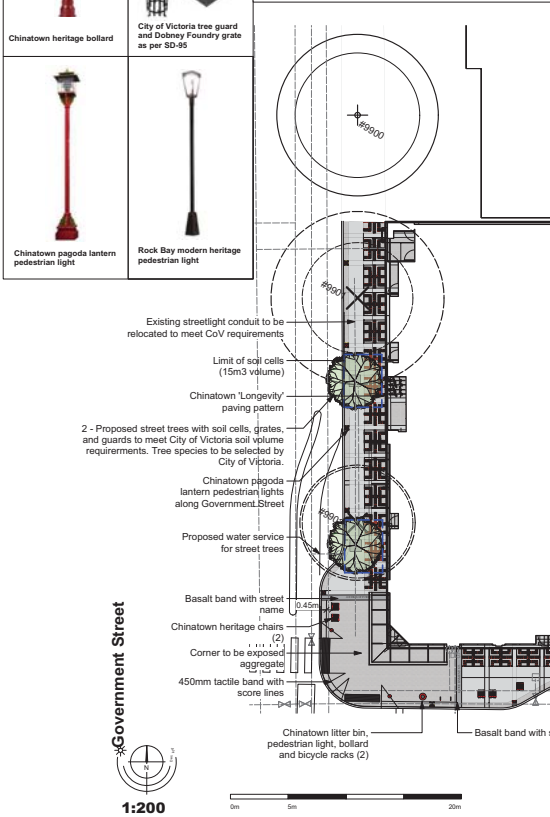 Chinatown heritage bollard
City of Victoria tree guard
and Dobney Foundry grate
as per SD-95
Chinatown pagoda lantern
pedestrian light
Rock Bay modern heritage
pedestrian light
#9900
#9901
Existing streetlight conduit to be
relocated to meet CoV requirements
Limit of soil cells
(15m3 volume)
Chinatown 'Longevity'
paving pattern
2 - Proposed street trees with soil cells, grates,
and guards to meet City of Victoria soil volume
requirerments. Tree species to be selected by
City of Victoria.
Chinatown pagoda
lantern pedestrian lights
along Government Street
Proposed water service
for street trees
Basalt band with street
name
0.45m
Chinatown heritage chairs
(2)
Corner to be exposed
aggregate
450mm tactile band with
score lines
Chinatown litter bin,
pedestrian light, bollard
and bicycle racks (2)
Basalt band with s
Government Street
N
1:200
0m 5m 20m